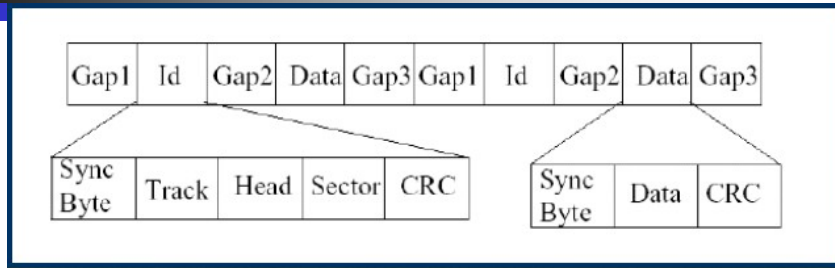 Gap1 Id Gap2 Data Gap3 Gap1 Id Gap2 Data Gap3
Sync Byte Track Head Sector CRC
Sync Byte Data CRC